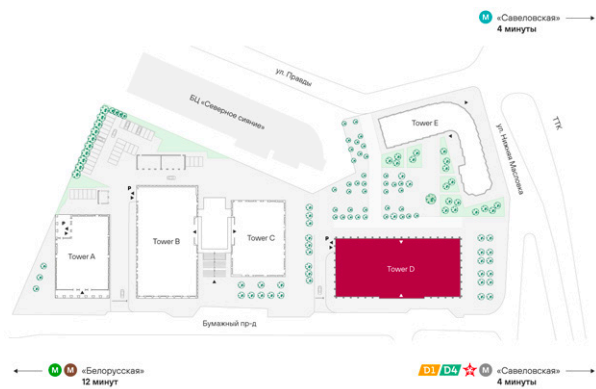 М «Савеловская»
4 минуты
ул. Правды
БЦ «Северное сияние»
Tower E
ТТК
ул. Нижняя Масловка
P
P
Tower A
Tower B
Tower C
P
Tower D
Бумажный пр-д
М М «Белорусская»
12 минут
D1 D4 М «Савеловская»
4 минуты